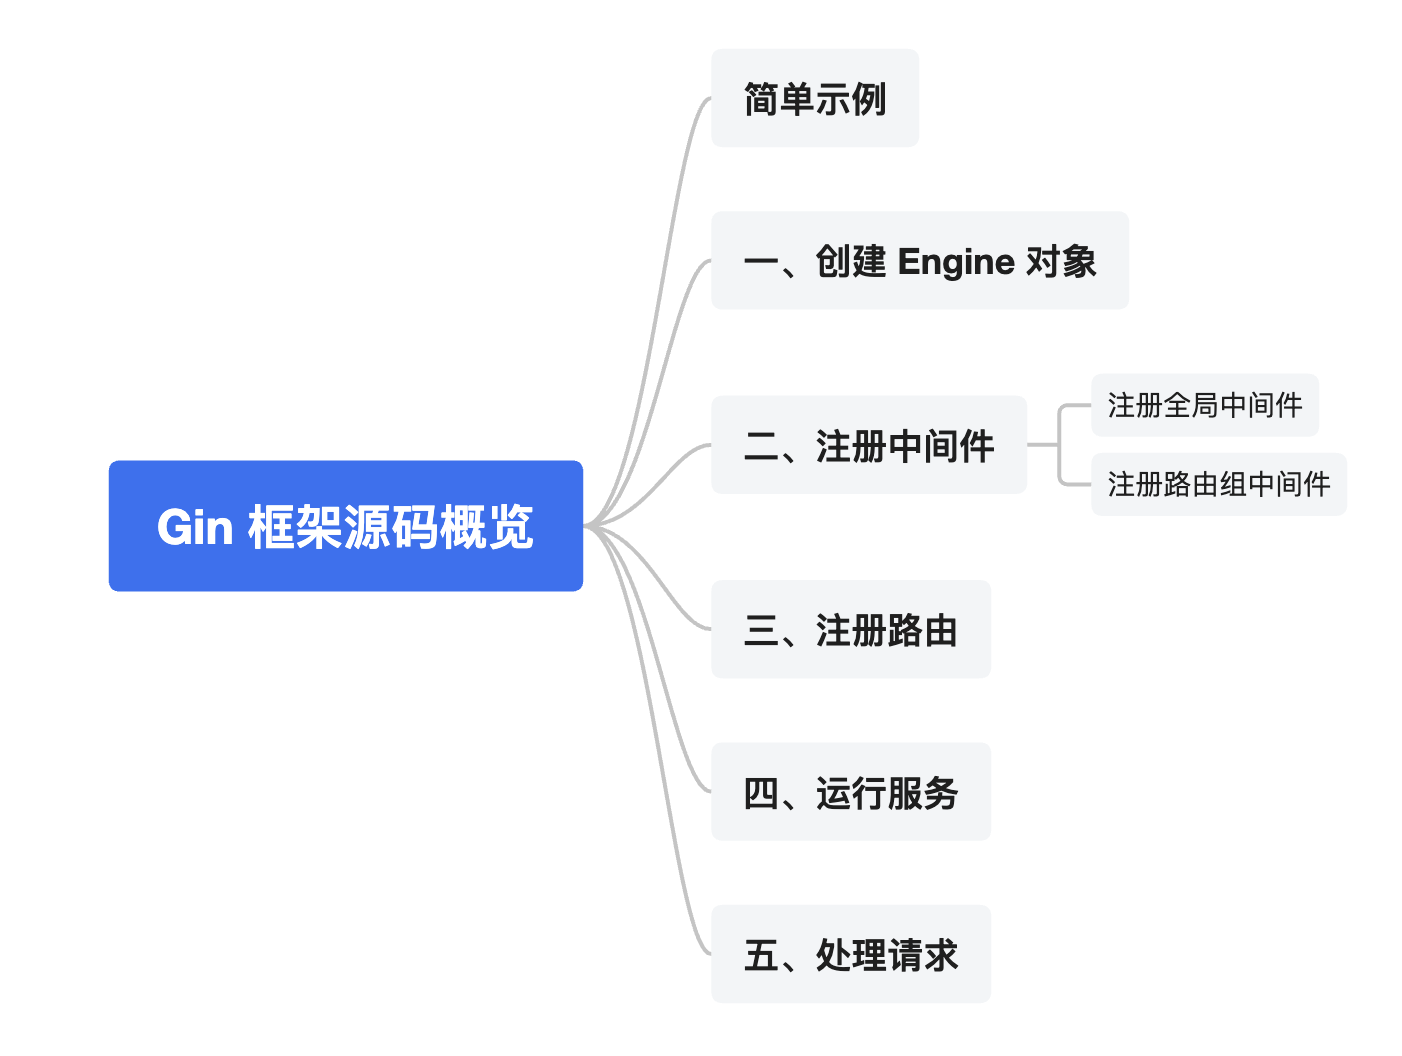 Gin 框架源码概览
简单示例
一、创建 Engine 对象
二、注册中间件
注册全局中间件
注册路由组中间件
三、注册路由
四、运行服务
五、处理请求